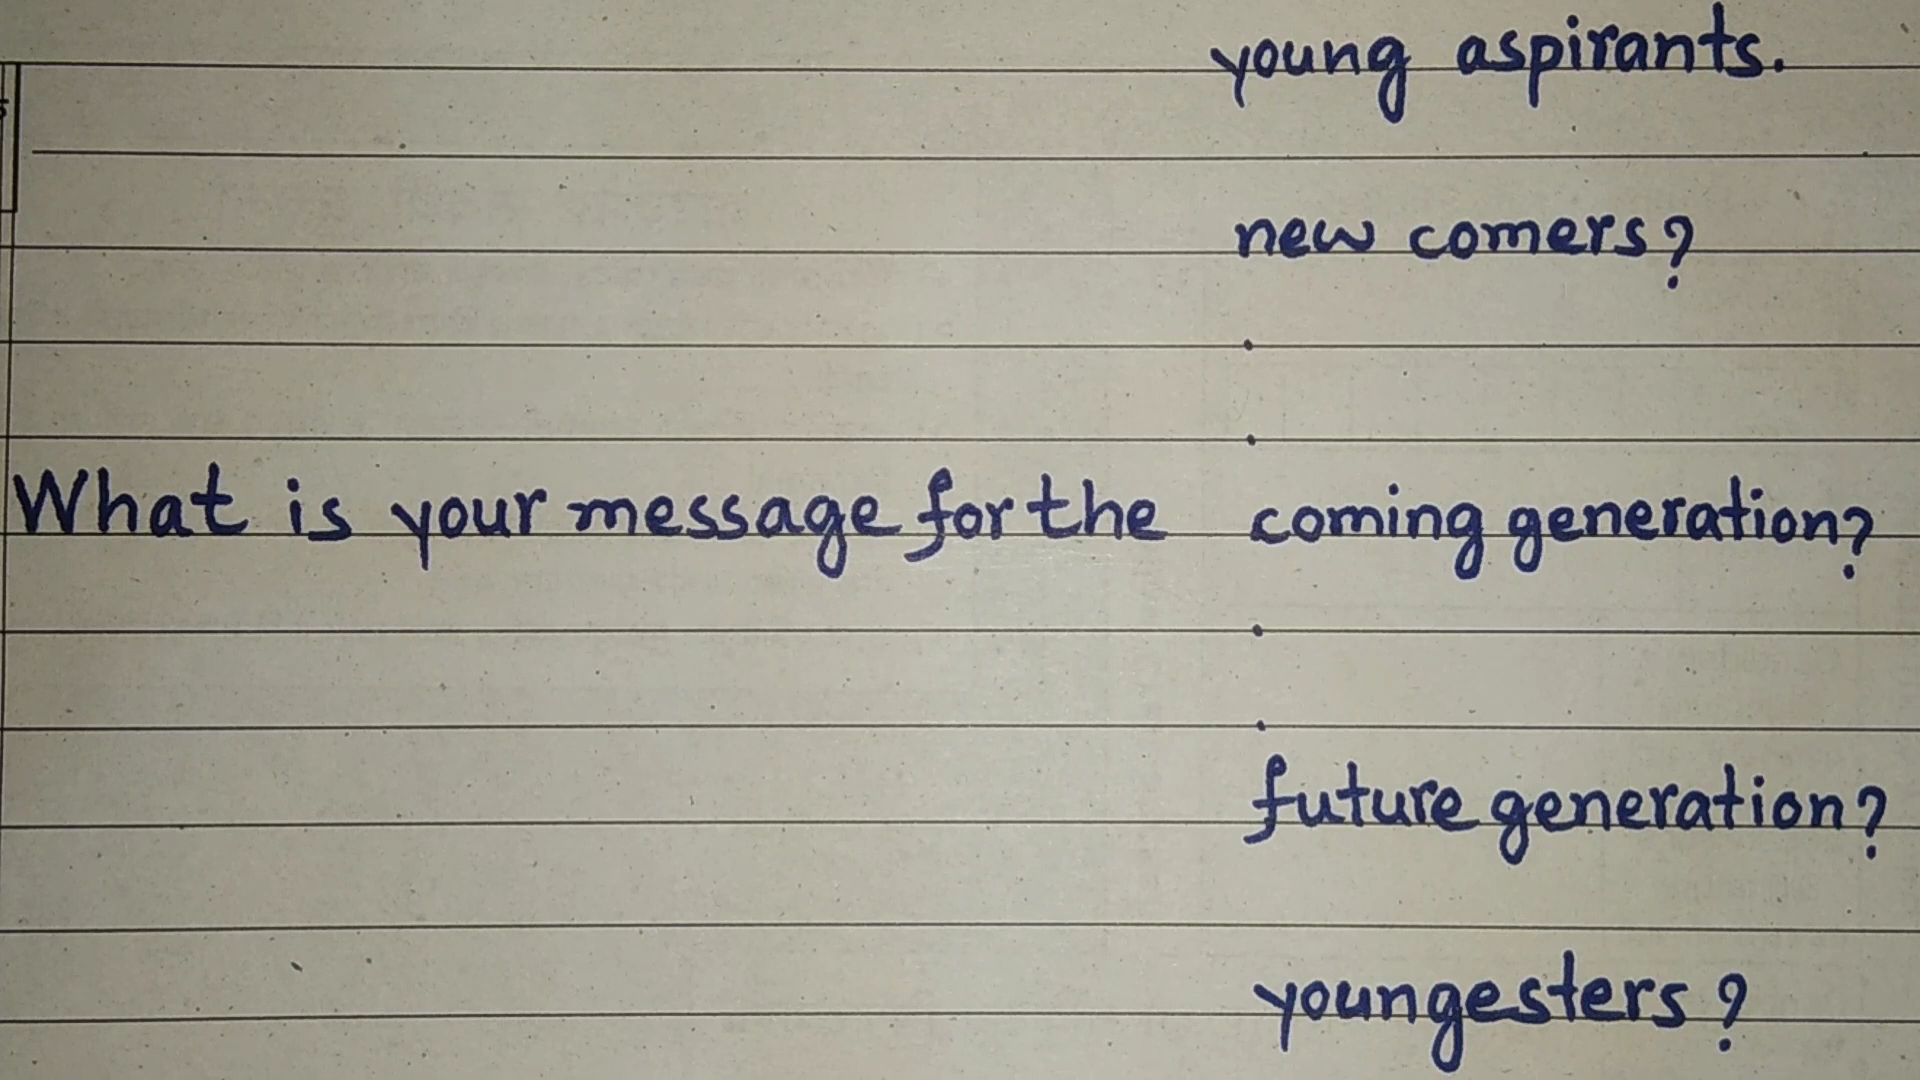 young aspirants.
new comers?
What is your message for the coming generation?
future generation?
youngesters?